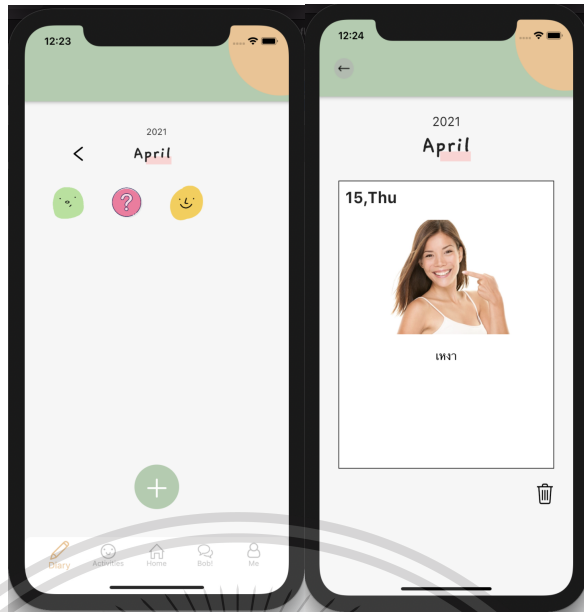 12:23
2021
April
?
Diary
Activities
Home
Bob!
Me
12:24
2021
April
15,Thu
เหงา